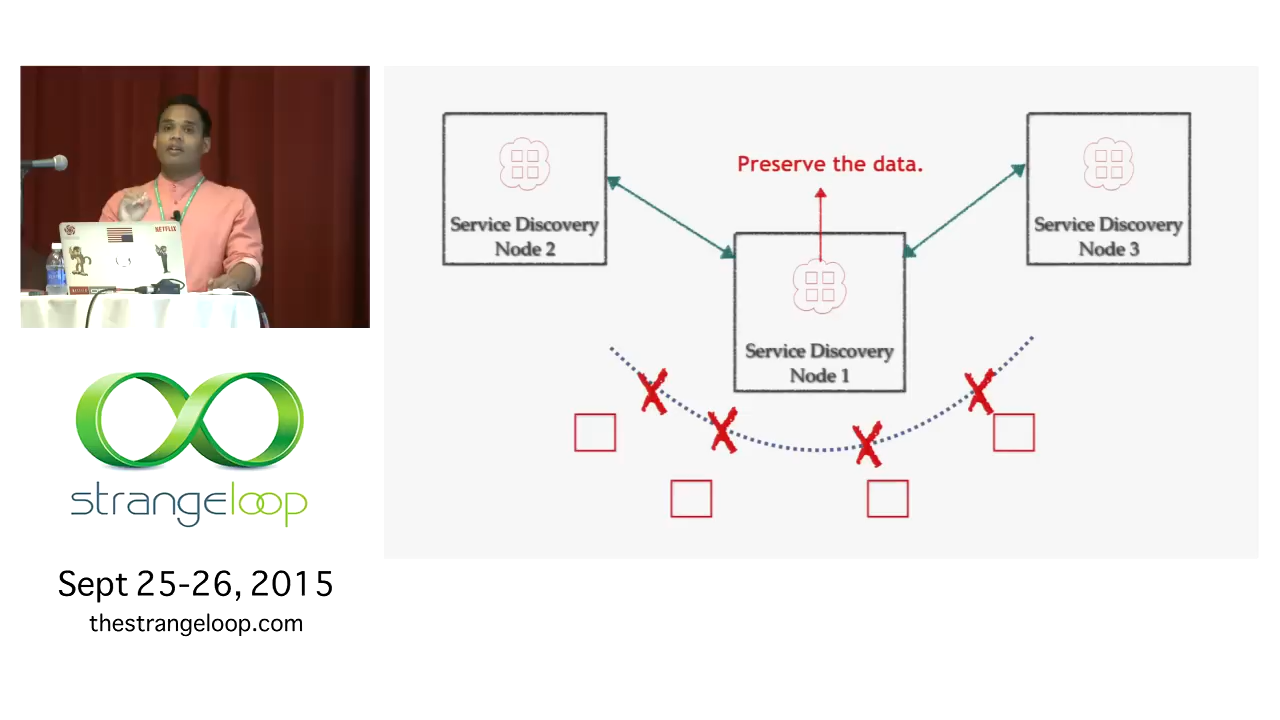 NETFLIX
Preserve the data.
Service Discovery
Node 2
Service Discovery
Node 3
Service Discovery
Node 1
strangeloop
Sept 25-26, 2015
thestrangeloop.com